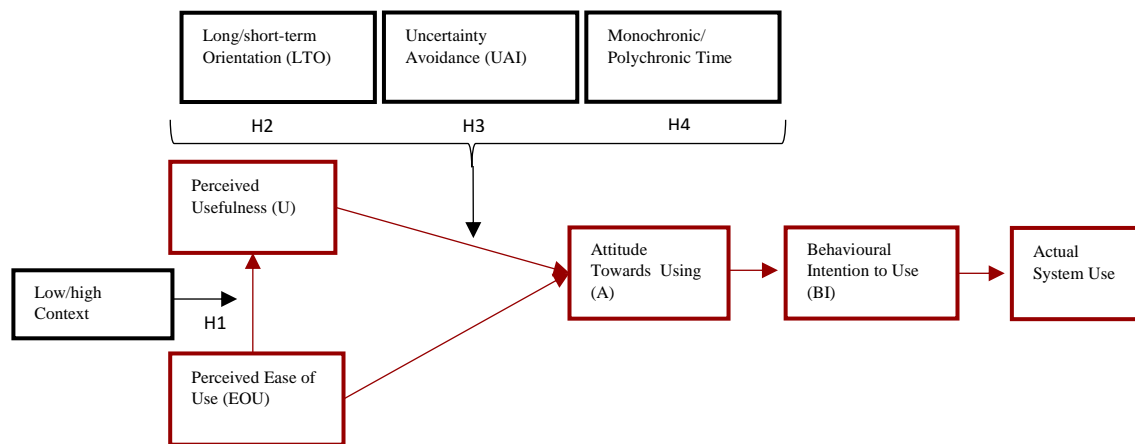 Long/short-term
Orientation (LTO)
Uncertainty
Avoidance (UAI)
Monochronic/
Polychronic Time
H2
H3
H4
Perceived
Usefulness (U)
Attitude
Towards Using
(A)
Behavioural
Intention to Use
(BI)
Actual
System Use
Low/high
Context
H1
Perceived Ease of
Use (EOU)